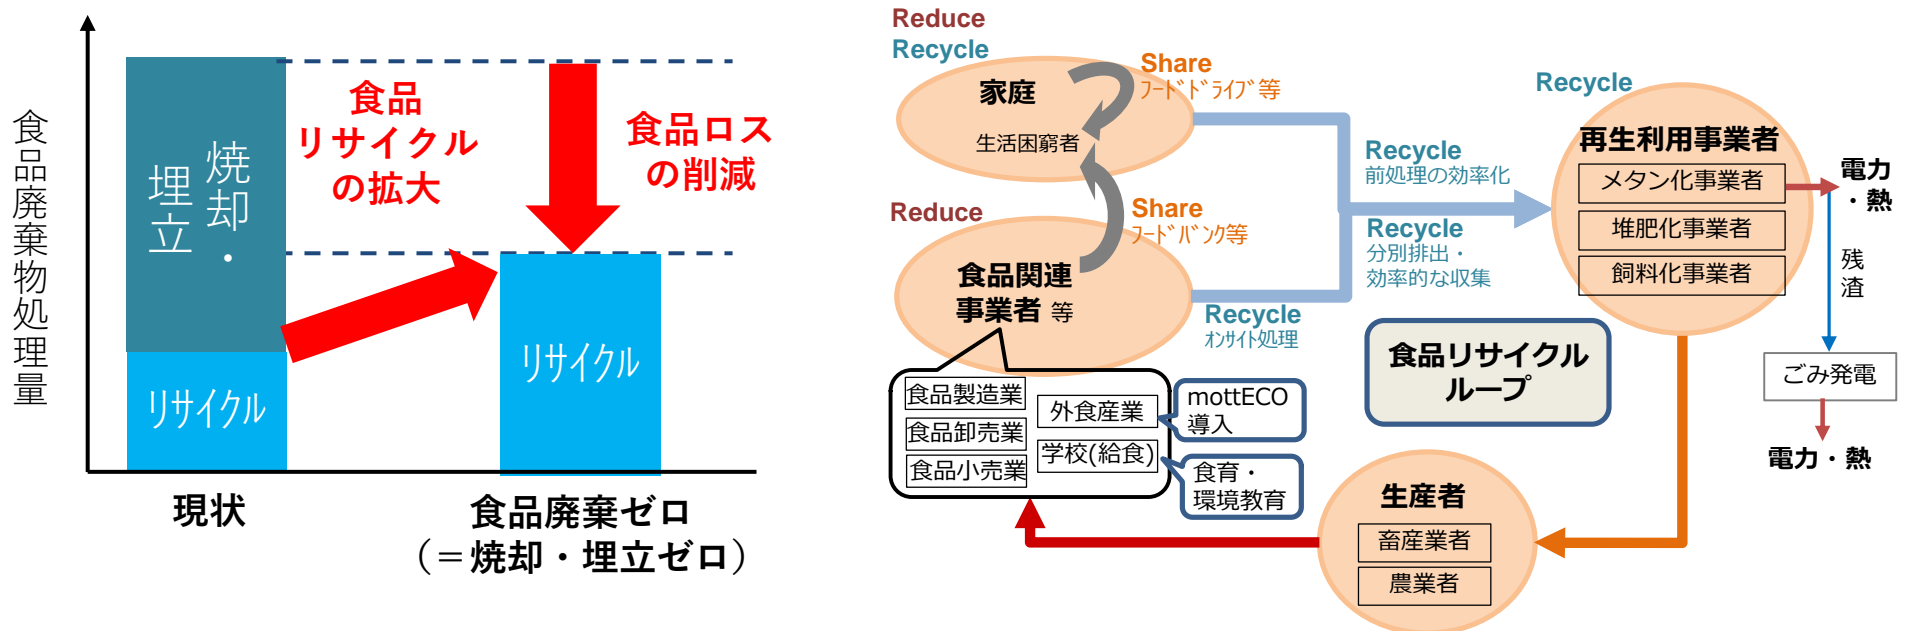 食品廃棄物処理量
焼却・
埋立
リサイクル
食品
リサイクル
の拡大
食品ロス
の削減
リサイクル
現状
食品廃棄ゼロ
（＝焼却・埋立ゼロ）
Reduce
Recycle
家庭
生活困窮者
Share
ﾌｰﾄﾞﾄﾞﾗｲﾌﾞ等
Reduce
Share
ﾌｰﾄﾞﾊﾞﾝｸ等
食品関連
事業者 等
Recycle
ｵﾝｻｲﾄ処理
Recycle
前処理の効率化
Recycle
分別排出・
効率的な収集
Recycle
再生利用事業者
メタン化事業者
堆肥化事業者
飼料化事業者
電力
・熱
残渣
ごみ発電
電力・熱
食品リサイクル
ループ
食品製造業
食品卸売業
食品小売業
外食産業
学校(給食)
mottECO
導入
食育・
環境教育
生産者
畜産業者
農業者